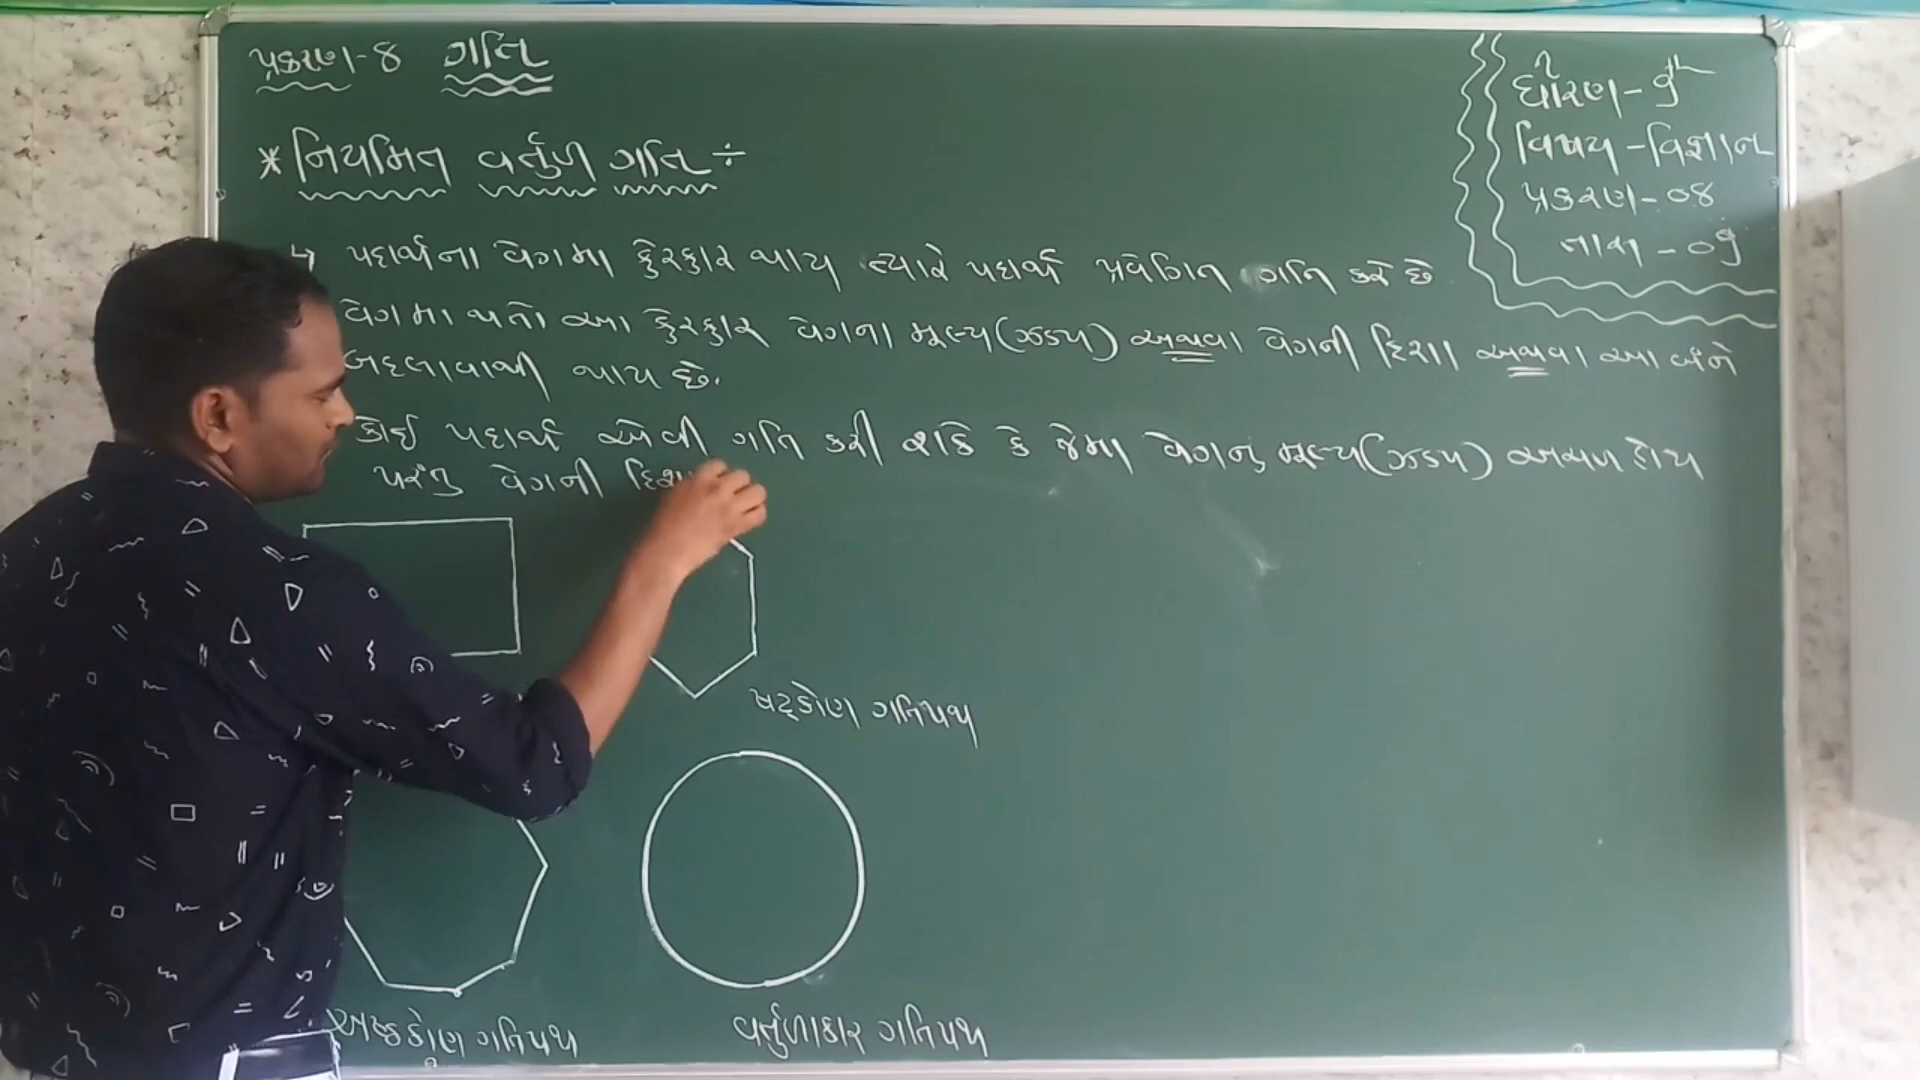 પ્રકરણ-8 ગતિ
* નિયમિત વર્તુળ ગતિ ÷
↳ પદાર્થના વેગમા ફેરફાર થાય ત્યારે પદાર્થ પ્રવેગિત ગતિ કરે છે
વેગમા થતો આ ફેરફાર વેગના મૂલ્ય(ઝડપ) અથવા વેગની દિશા અથવા આ બંને
બદલાવાથી થાય છે.
કોઈ પદાર્થ એવી ગતિ કરી શકે કે જેમા વેગનુ મૂલ્ય(ઝડપ) અચળ હોય
પરંતુ વેગની દિશા
ષટ્કોણ ગતિપથ
અષ્ટકોણ ગતિપથ
વર્તુળાકાર ગતિપથ
ધોરણ-9th
વિષય-વિજ્ઞાન
પ્રકરણ-08
ભાગ-09